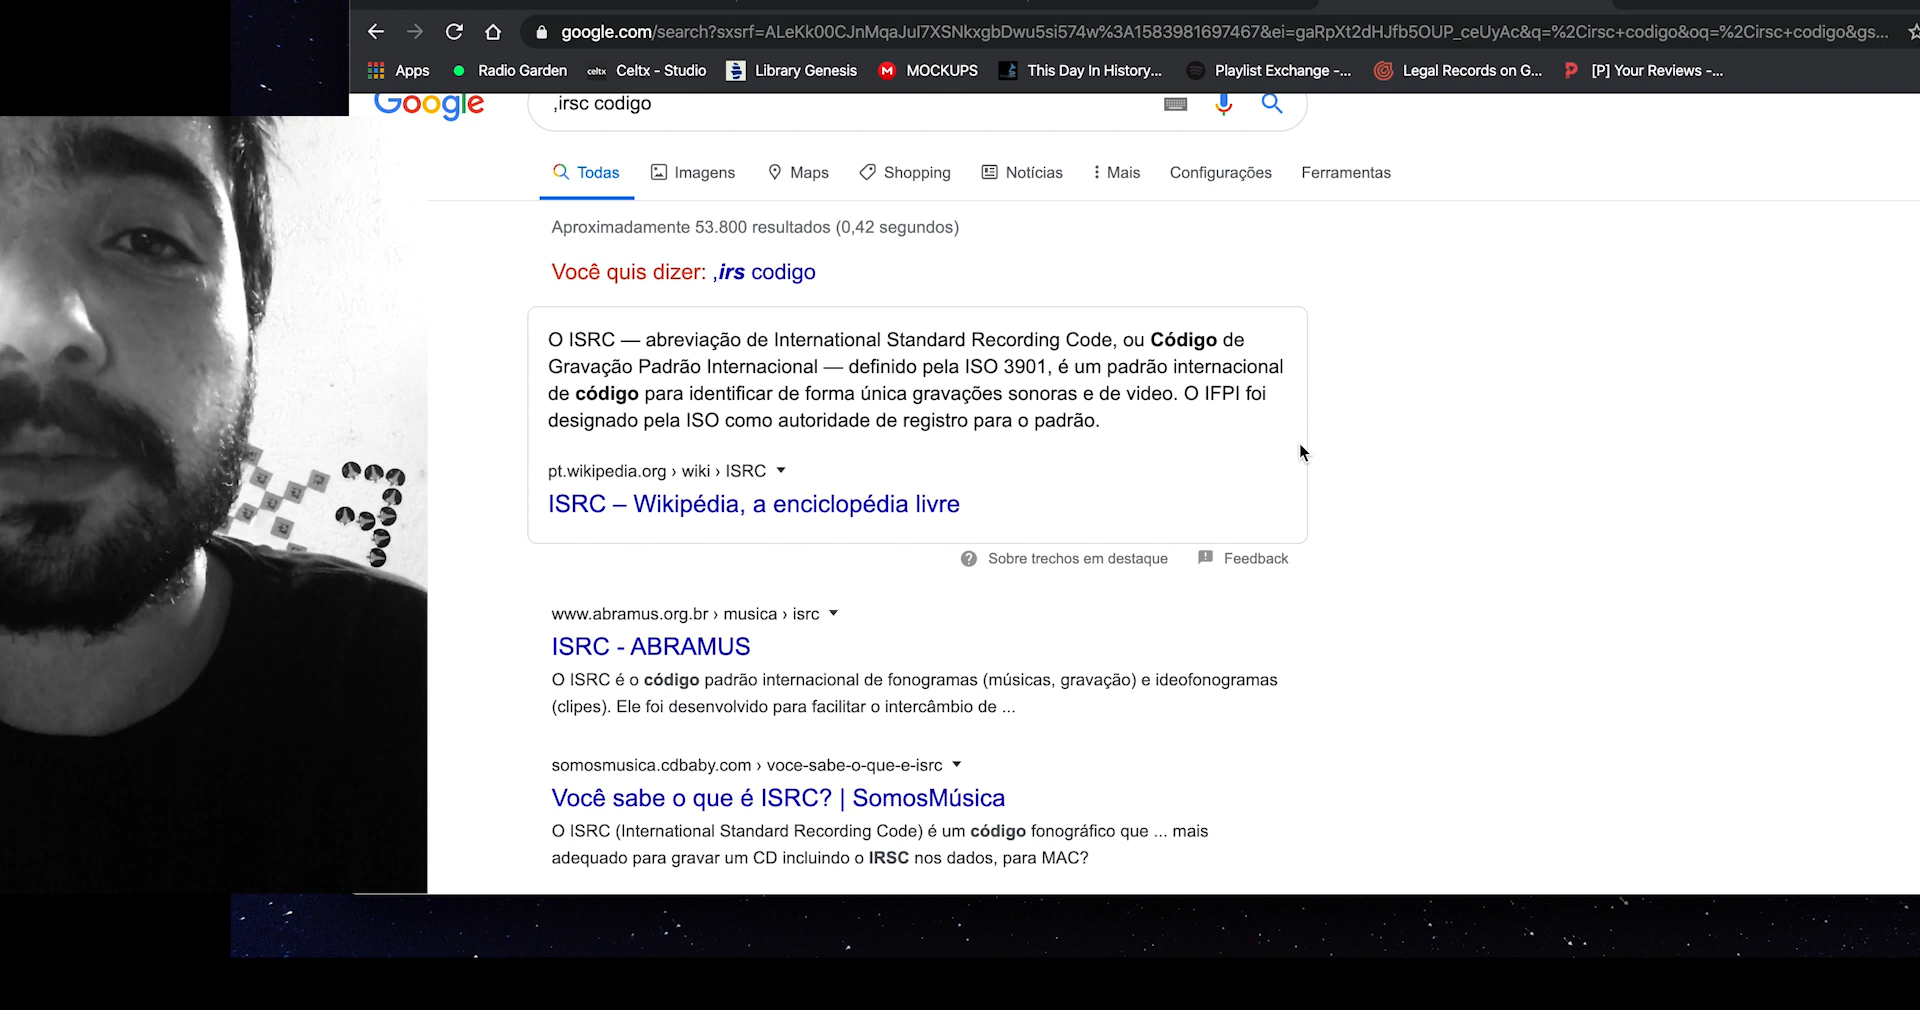 google.com/search?sxsrf=ALeKk00CJnMqaJul7XSNkxgbDwu5si574w%3A1583981697467&ei=gaRpXt2dHJfb5OUP_ceUyAc&q=%2Cirsc+codigo&oq=%2Cirsc+codigo&gs...
Apps Radio Garden celtx Celtx - Studio Library Genesis M MOCKUPS This Day In History... Playlist Exchange -... Legal Records on G... [P] Your Reviews -...
Google ,irsc codigo
Todas Imagens Maps Shopping Notícias Mais Configurações Ferramentas
Aproximadamente 53.800 resultados (0,42 segundos)
Você quis dizer: ,irs codigo
O ISRC — abreviação de International Standard Recording Code, ou Código de
Gravação Padrão Internacional — definido pela ISO 3901, é um padrão internacional
de código para identificar de forma única gravações sonoras e de video. O IFPI foi
designado pela ISO como autoridade de registro para o padrão.
pt.wikipedia.org › wiki › ISRC
ISRC – Wikipédia, a enciclopédia livre
Sobre trechos em destaque Feedback
www.abramus.org.br › musica › isrc
ISRC - ABRAMUS
O ISRC é o código padrão internacional de fonogramas (músicas, gravação) e ideofonogramas
(clipes). Ele foi desenvolvido para facilitar o intercâmbio de ...
somosmusica.cdbaby.com › voce-sabe-o-que-e-isrc
Você sabe o que é ISRC? | SomosMúsica
O ISRC (International Standard Recording Code) é um código fonográfico que ... mais
adequado para gravar um CD incluindo o IRSC nos dados, para MAC?